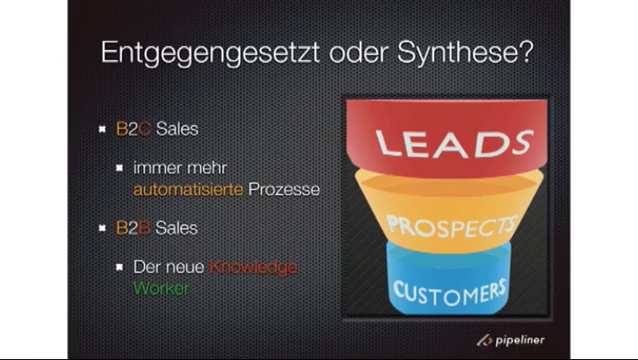 Entgegengesetzt oder Synthese?
B2C Sales
immer mehr
automatisierte Prozesse
B2B Sales
Der neue Knowledge
Worker
LEADS
PROSPECTS
CUSTOMERS
pipeliner